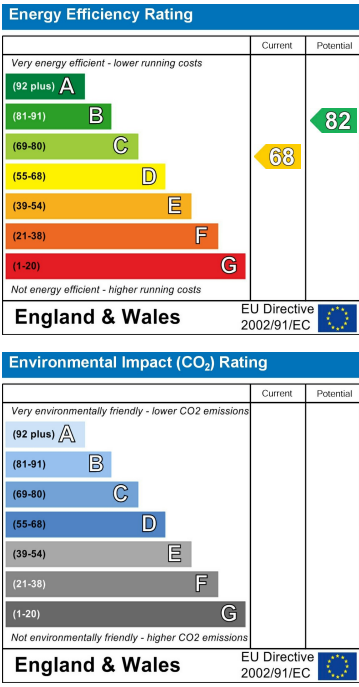 Energy Efficiency Rating
Current Potential
Very energy efficient - lower running costs
(92 plus) A
(81-91) B
82
(69-80) C
68
(55-68) D
(39-54) E
(21-38) F
(1-20) G
Not energy efficient - higher running costs
England & Wales
EU Directive
2002/91/EC
Environmental Impact (CO₂) Rating
Current Potential
Very environmentally friendly - lower CO2 emissions
(92 plus) A
(81-91) B
(69-80) C
(55-68) D
(39-54) E
(21-38) F
(1-20) G
Not environmentally friendly - higher CO2 emissions
England & Wales
EU Directive
2002/91/EC